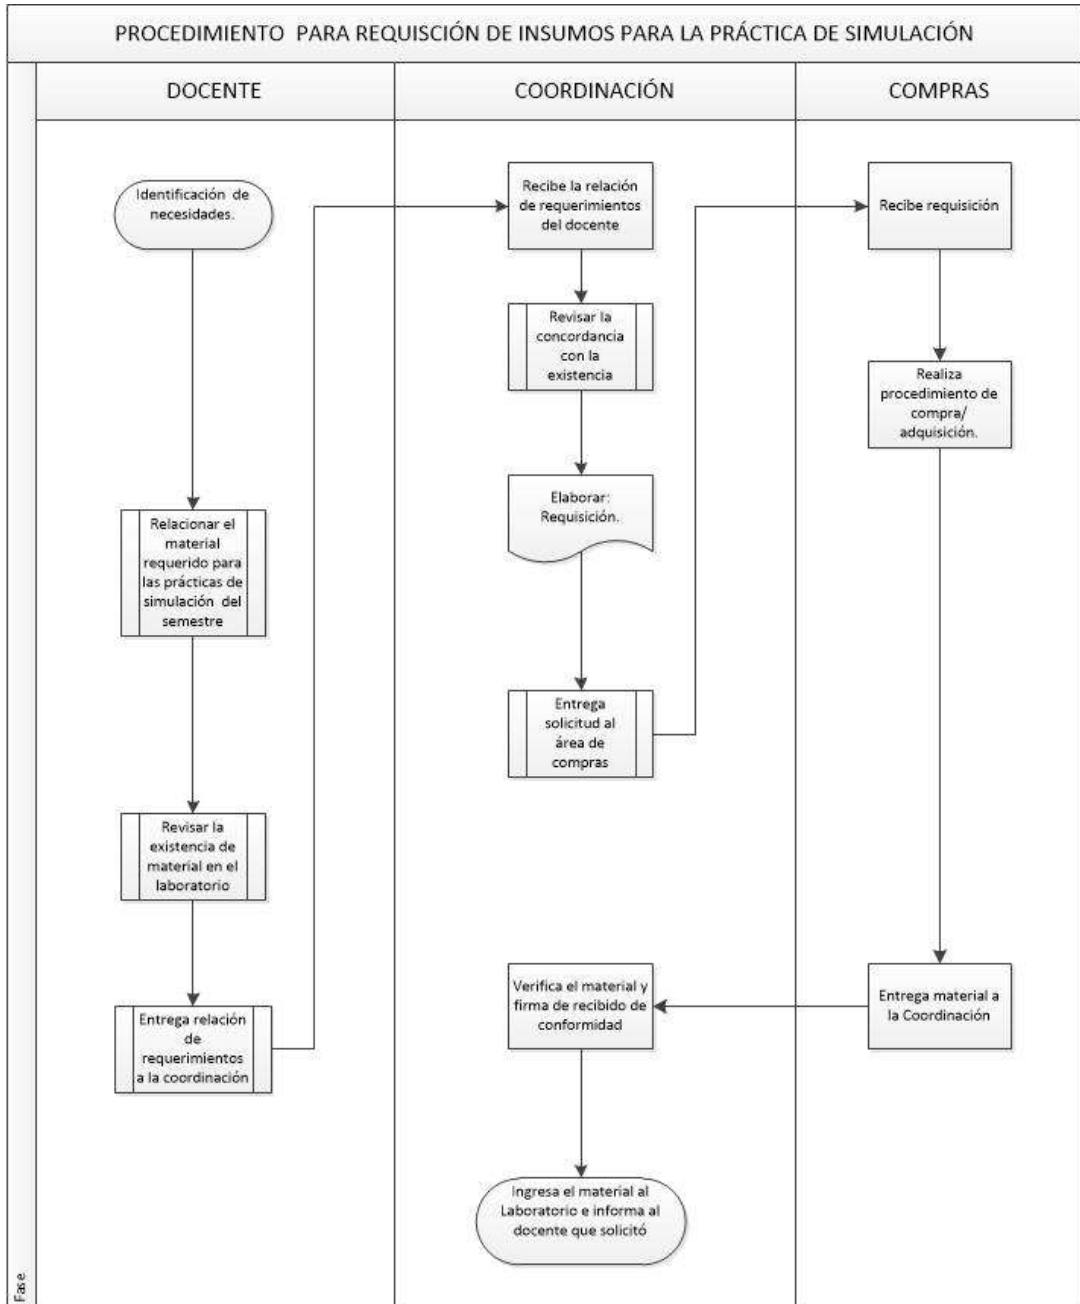 PROCEDIMIENTO PARA REQUISCIÓN DE INSUMOS PARA LA PRÁCTICA DE SIMULACIÓN
DOCENTE
COORDINACIÓN
COMPRAS
Identificación de
necesidades.
Relacionar el
material
requerido para
las prácticas de
simulación del
semestre
Revisar la
existencia de
material en el
laboratorio
Entrega relación
de
requerimientos
a la coordinación
Recibe la relación
de requerimientos
del docente
Revisar la
concordancia
con la
existencia
Elaborar:
Requisición.
Entrega
solicitud al
área de
compras
Recibe requisición
Realiza
procedimiento de
compra/
adquisición.
Entrega material a
la Coordinación
Verifica el material y
firma de recibido de
conformidad
Ingresa el material al
Laboratorio e informa al
docente que solicitó
Fase